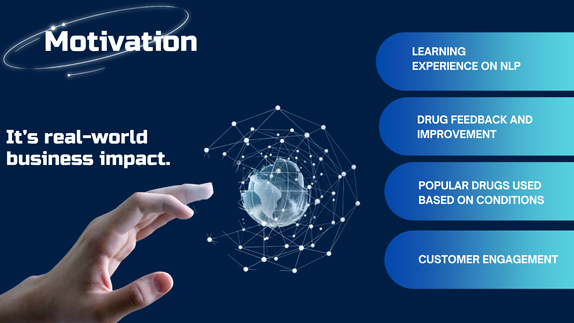 Motivation
It's real-world
business impact.
LEARNING
EXPERIENCE ON NLP
DRUG FEEDBACK AND
IMPROVEMENT
POPULAR DRUGS USED
BASED ON CONDITIONS
CUSTOMER ENGAGEMENT